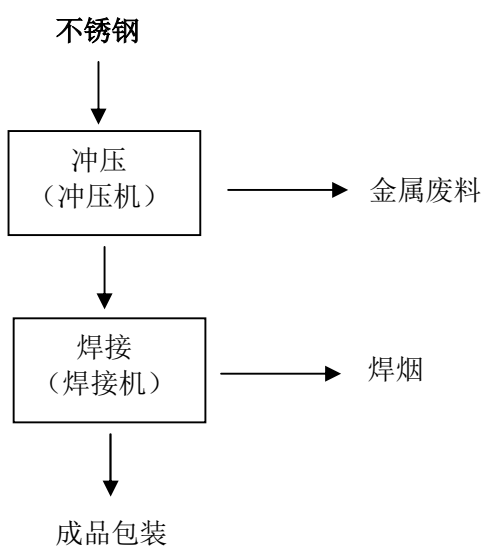 不锈钢
冲压
（冲压机）
金属废料
焊接
（焊接机）
焊烟
成品包装